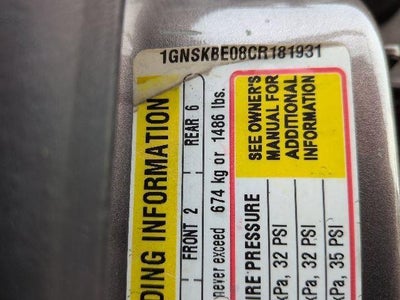 1GNSKBE08CR181931
DING INFORMATION
FRONT 2 REAR 6
never exceed 674 kg or 1486 lbs.
SEE OWNER'S
MANUAL FOR
ADDITIONAL
INFORMATION
RE PRESSURE
kPa, 32 PSI
kPa, 32 PSI
kPa, 35 PSI